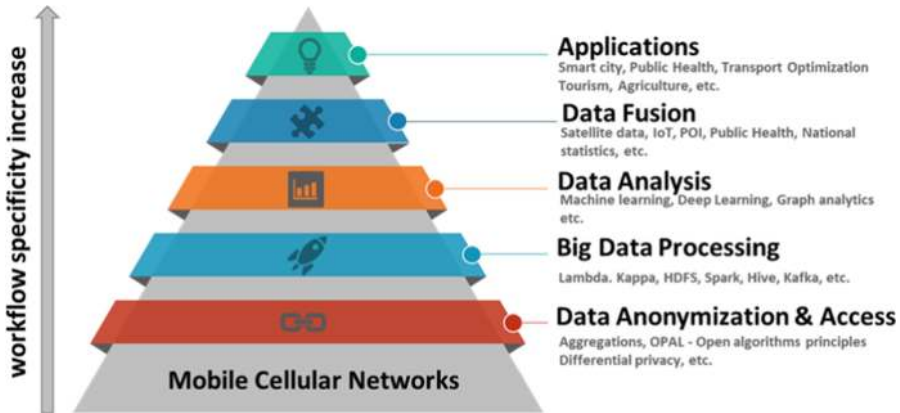 workflow specificity increase
Applications
Smart city, Public Health, Transport Optimization
Tourism, Agriculture, etc.
Data Fusion
Satellite data, IoT, POI, Public Health, National
statistics, etc.
Data Analysis
Machine learning, Deep Learning, Graph analytics
etc.
Big Data Processing
Lambda. Kappa, HDFS, Spark, Hive, Kafka, etc.
Data Anonymization & Access
Aggregations, OPAL - Open algorithms principles
Differential privacy, etc.
Mobile Cellular Networks